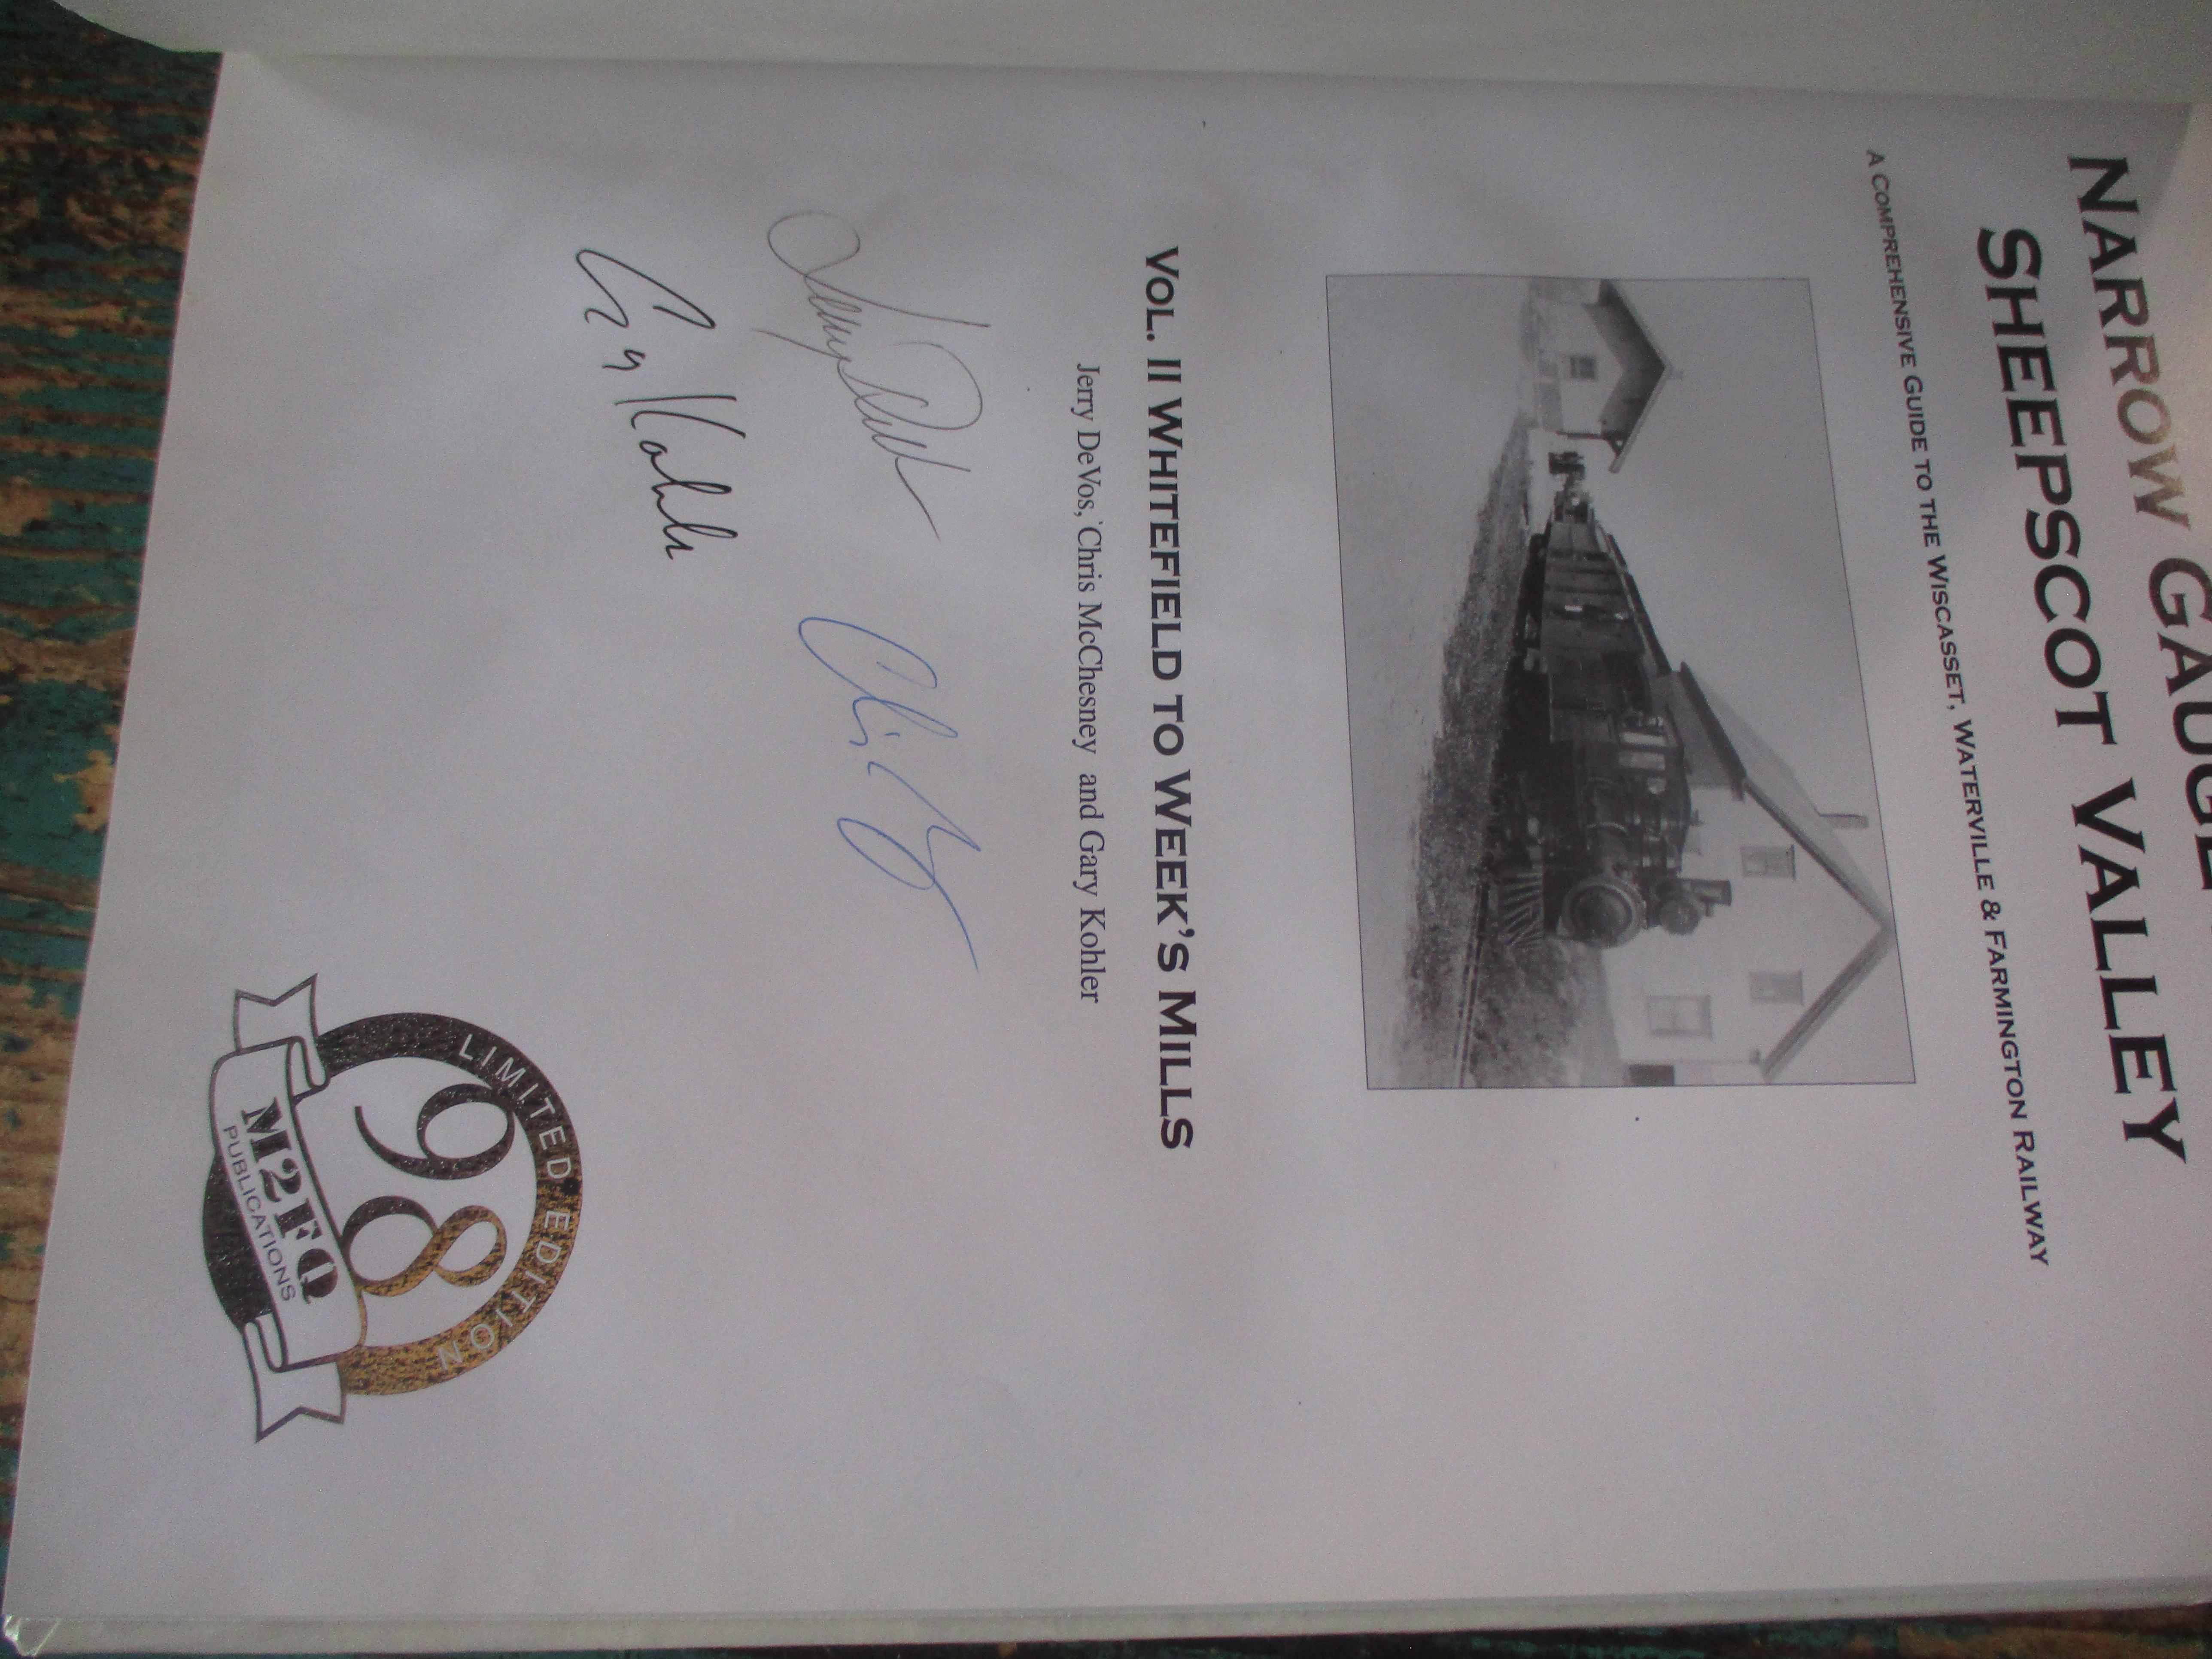 NARROW GAUGE
SHEEPSCOT VALLEY
A COMPREHENSIVE GUIDE TO THE WISCASSET, WATERVILLE & FARMINGTON RAILWAY
VOL. II WHITEFIELD TO WEEK'S MILLS
Jerry DeVos, Chris McChesney and Gary Kohler
LIMITED EDITION
98
M2FQ
PUBLICATIONS